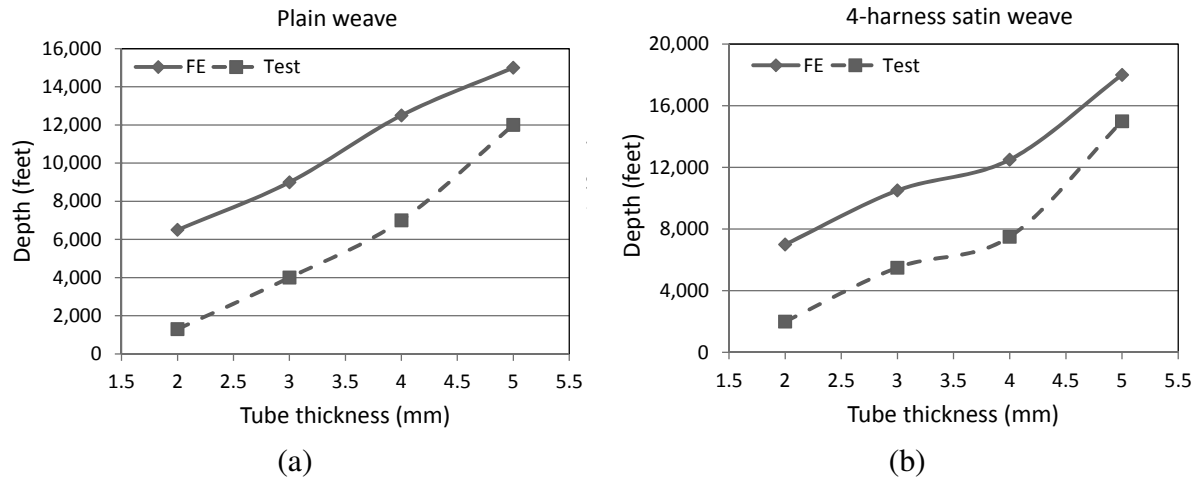 Plain weave
16,000
14,000
12,000
10,000
8,000
6,000
4,000
2,000
0
FE Test
Depth (feet)
1.5 2 2.5 3 3.5 4 4.5 5 5.5
Tube thickness (mm)
(a)
4-harness satin weave
20,000
16,000
12,000
8,000
4,000
0
FE Test
Depth (feet)
1.5 2 2.5 3 3.5 4 4.5 5 5.5
Tube thickness (mm)
(b)